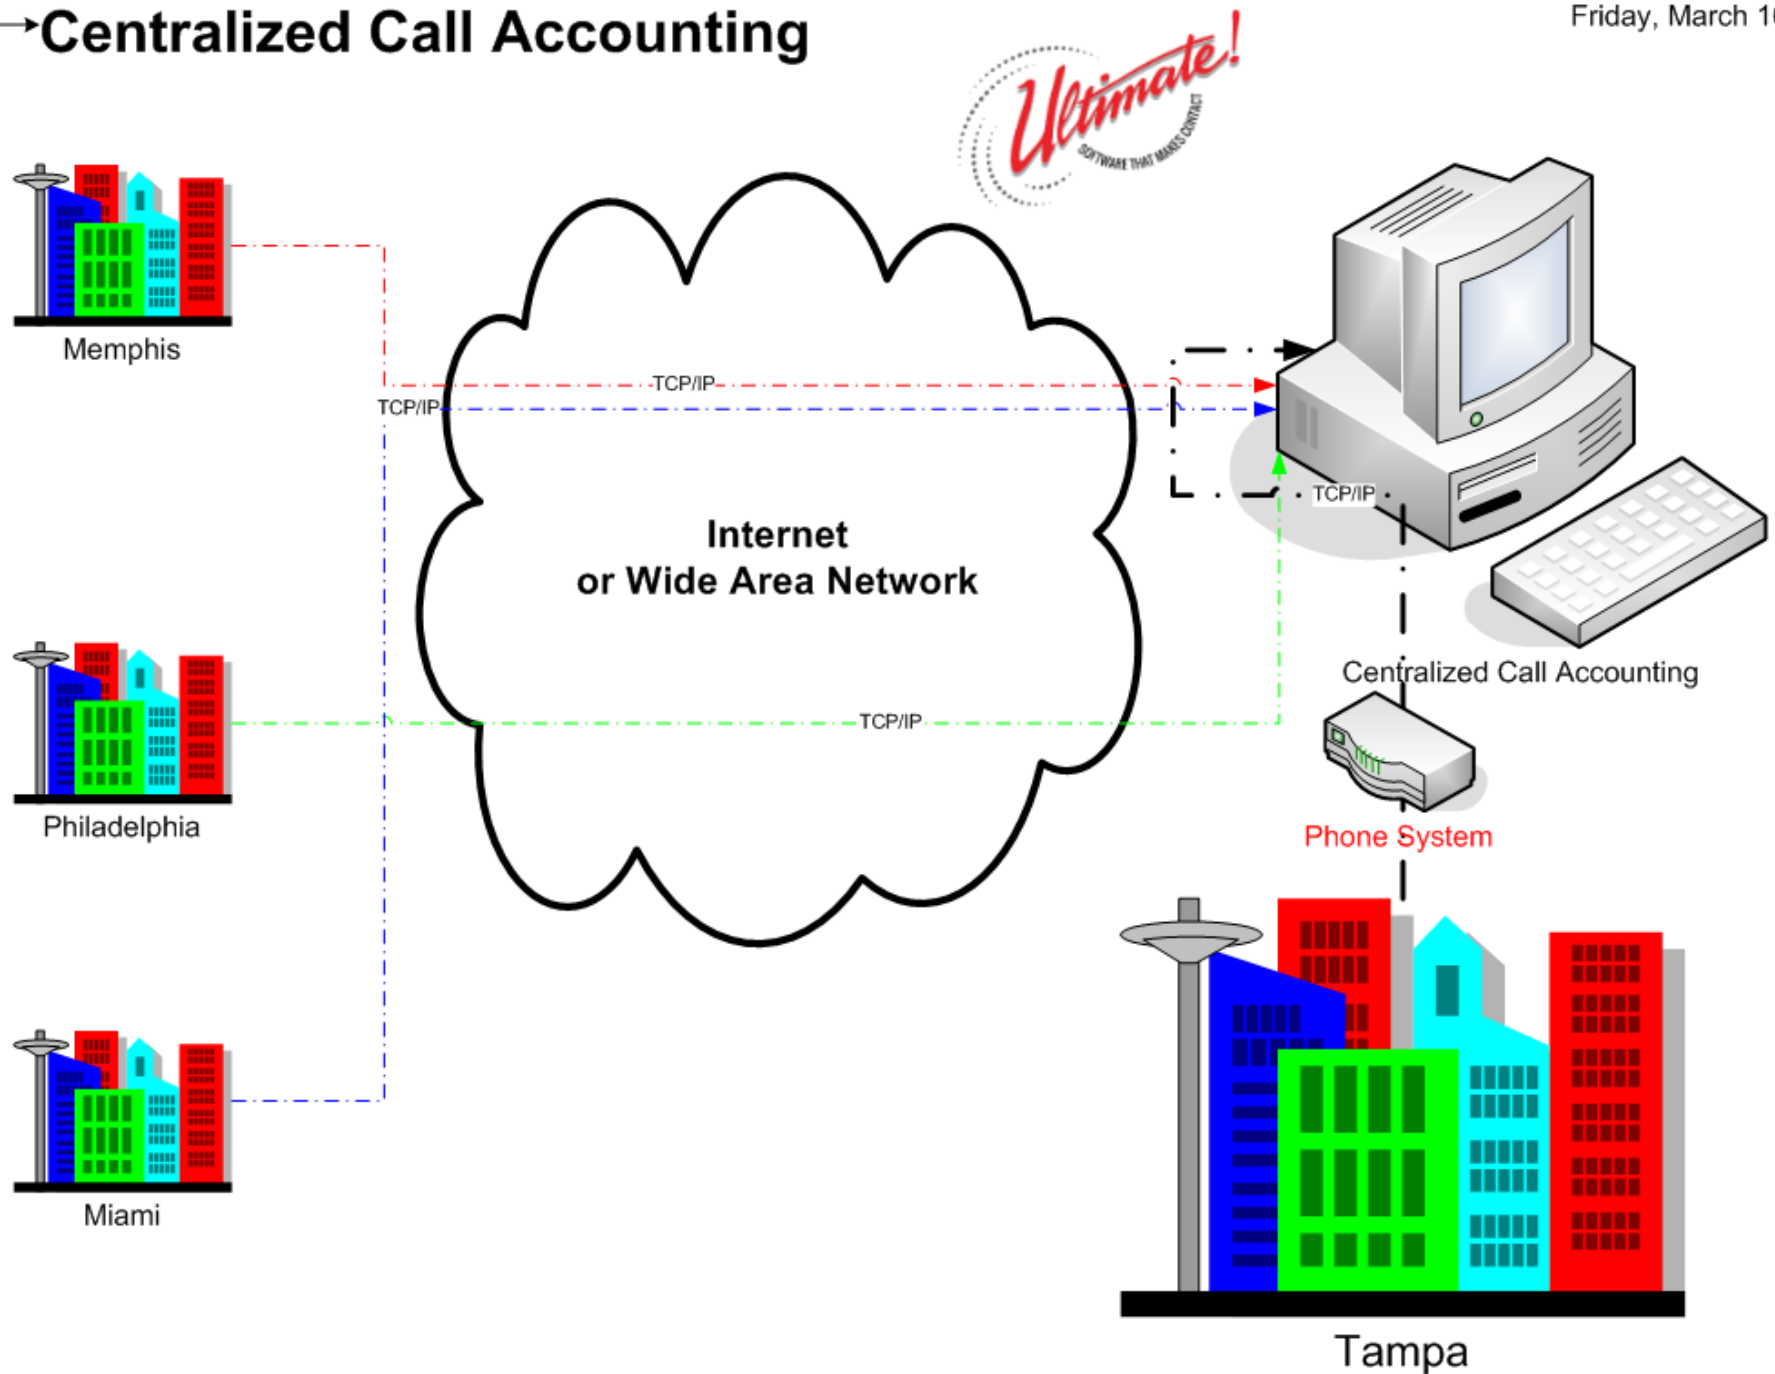 Centralized Call Accounting
Friday, March 10
Ultimate!
SOFTWARE THAT MAKES CONTACT
Memphis
TCP/IP
TCP/IP
Internet
or Wide Area Network
TCP/IP
Centralized Call Accounting
TCP/IP
Phone System
Philadelphia
Miami
Tampa